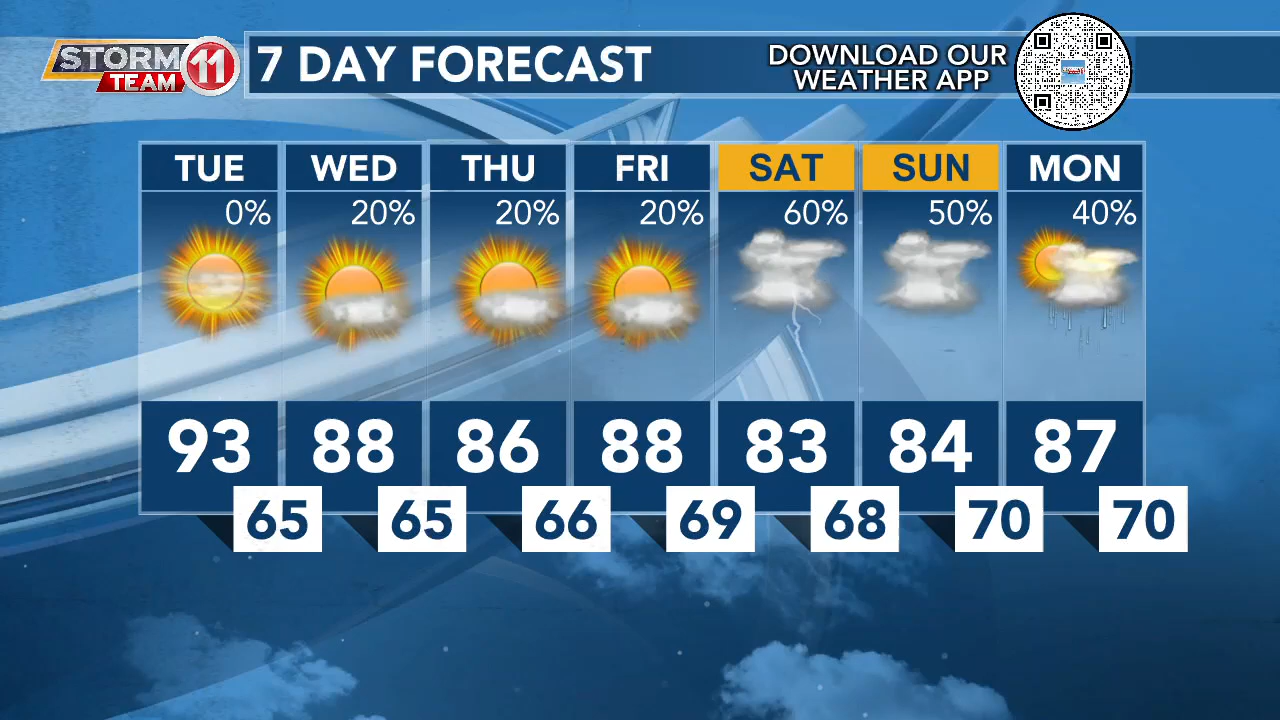 STORM
TEAM
11
7 DAY FORECAST
DOWNLOAD OUR
WEATHER APP
TUE WED THU FRI SAT SUN MON
0% 20% 20% 20% 60% 50% 40%
93 88 86 88 83 84 87
65 65 66 69 68 70 70